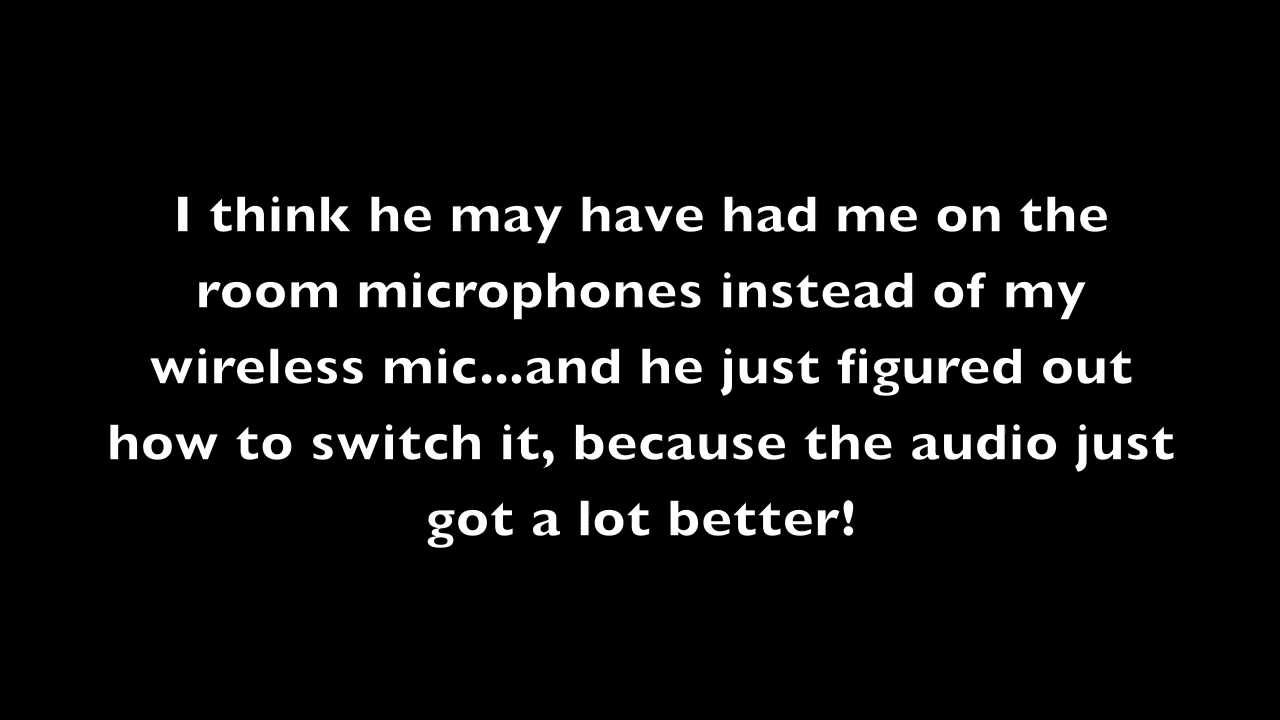 I think he may have had me on the
room microphones instead of my
wireless mic...and he just figured out
how to switch it, because the audio just
got a lot better!